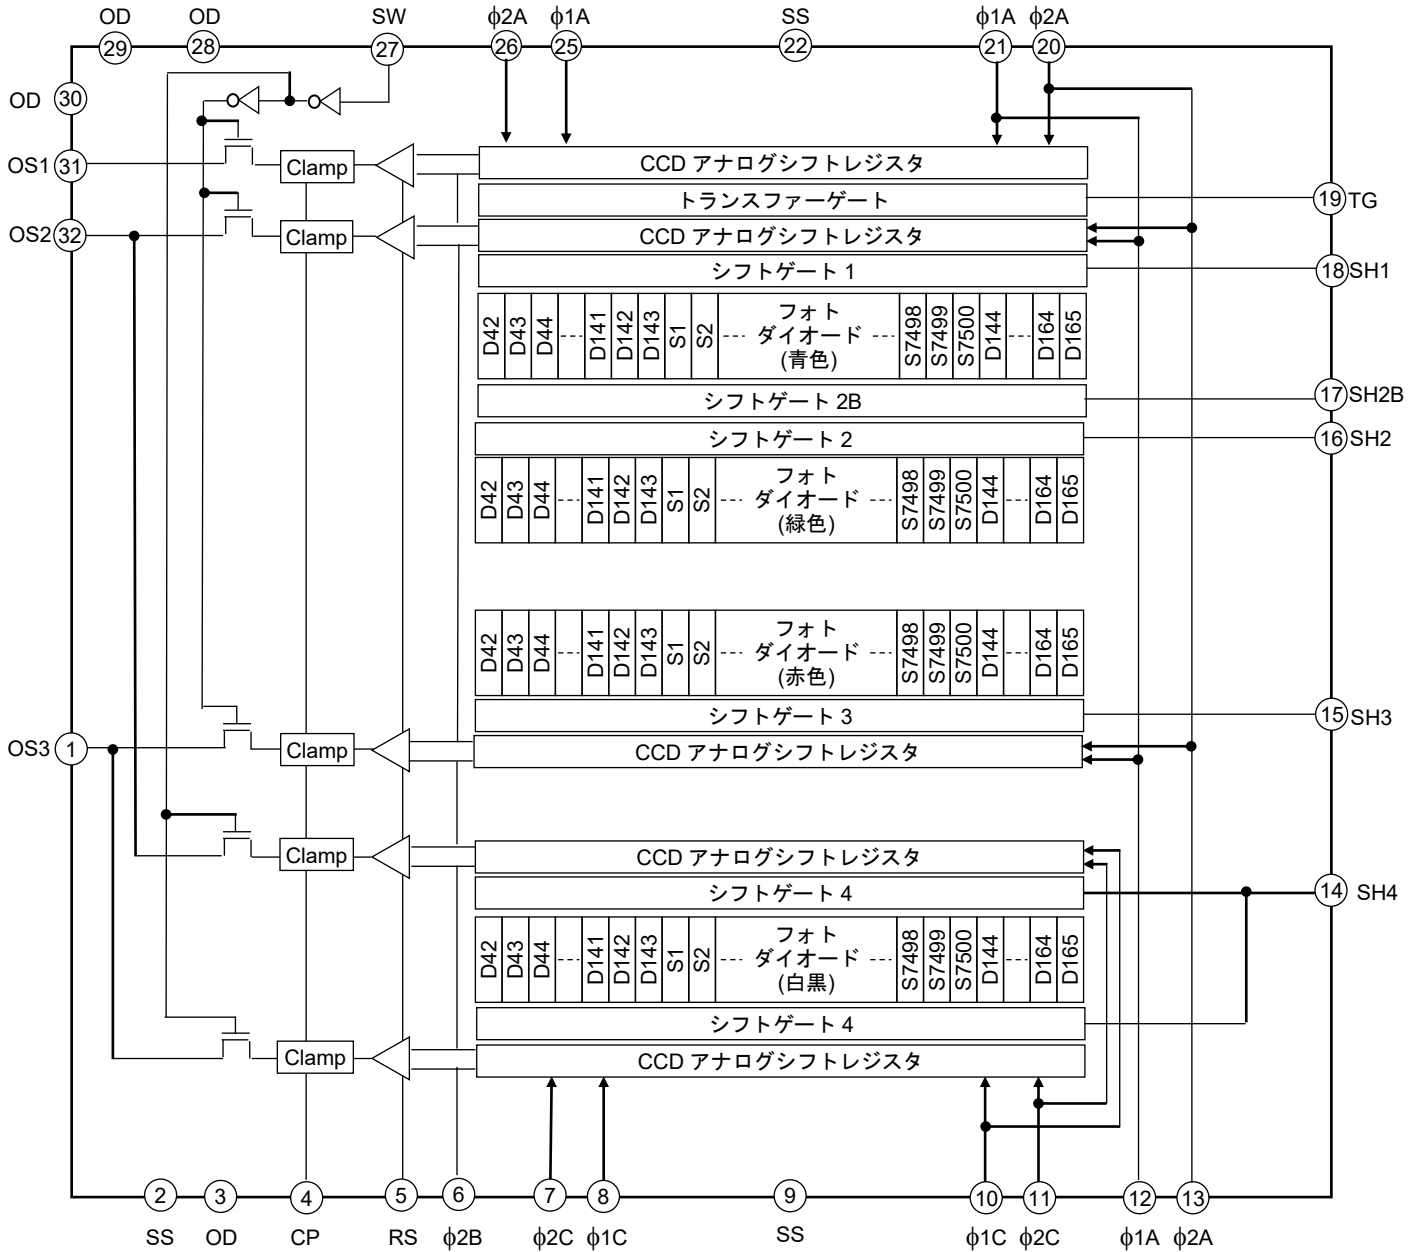 OD OD SW ϕ2A ϕ1A SS ϕ1A ϕ2A
29 28 27 26 25 22 21 20
OD 30
OS1 31 Clamp CCD アナログシフトレジスタ
トランスファーゲート 19 TG
OS2 32 Clamp CCD アナログシフトレジスタ
シフトゲート 1 18 SH1
D42 D43 D44 ---- D141 D142 D143 S1 S2 --- フォト
ダイオード
(青色) --- S7498 S7499 S7500 D144 ---- D164 D165
シフトゲート 2B 17 SH2B
シフトゲート 2 16 SH2
D42 D43 D44 ---- D141 D142 D143 S1 S2 --- フォト
ダイオード
(緑色) --- S7498 S7499 S7500 D144 ---- D164 D165
D42 D43 D44 ---- D141 D142 D143 S1 S2 --- フォト
ダイオード
(赤色) --- S7498 S7499 S7500 D144 ---- D164 D165
シフトゲート 3 15 SH3
OS3 1 Clamp CCD アナログシフトレジスタ
Clamp CCD アナログシフトレジスタ
シフトゲート 4 14 SH4
D42 D43 D44 ---- D141 D142 D143 S1 S2 --- フォト
ダイオード
(白黒) --- S7498 S7499 S7500 D144 ---- D164 D165
シフトゲート 4
Clamp CCD アナログシフトレジスタ
2 3 4 5 6 7 8 9 10 11 12 13
SS OD CP RS ϕ2B ϕ2C ϕ1C SS ϕ1C ϕ2C ϕ1A ϕ2A